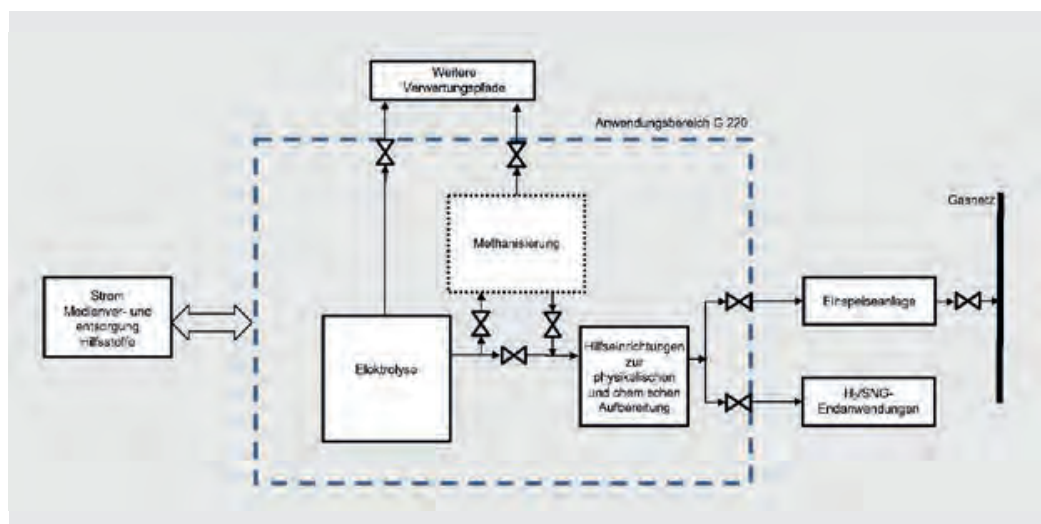 Weitere
Verwertungspfade
Anwendungsbereich G 220
Gasnetz
Methanisierung
Strom
Medienver- und
entsorgung
Hilfsstoffe
Einspeiseanlage
Elektrolyse
Hilfseinrichtungen
zur
physikalischen
und chemischen
Aufbereitung
H₂/SNG-
Endanwendungen